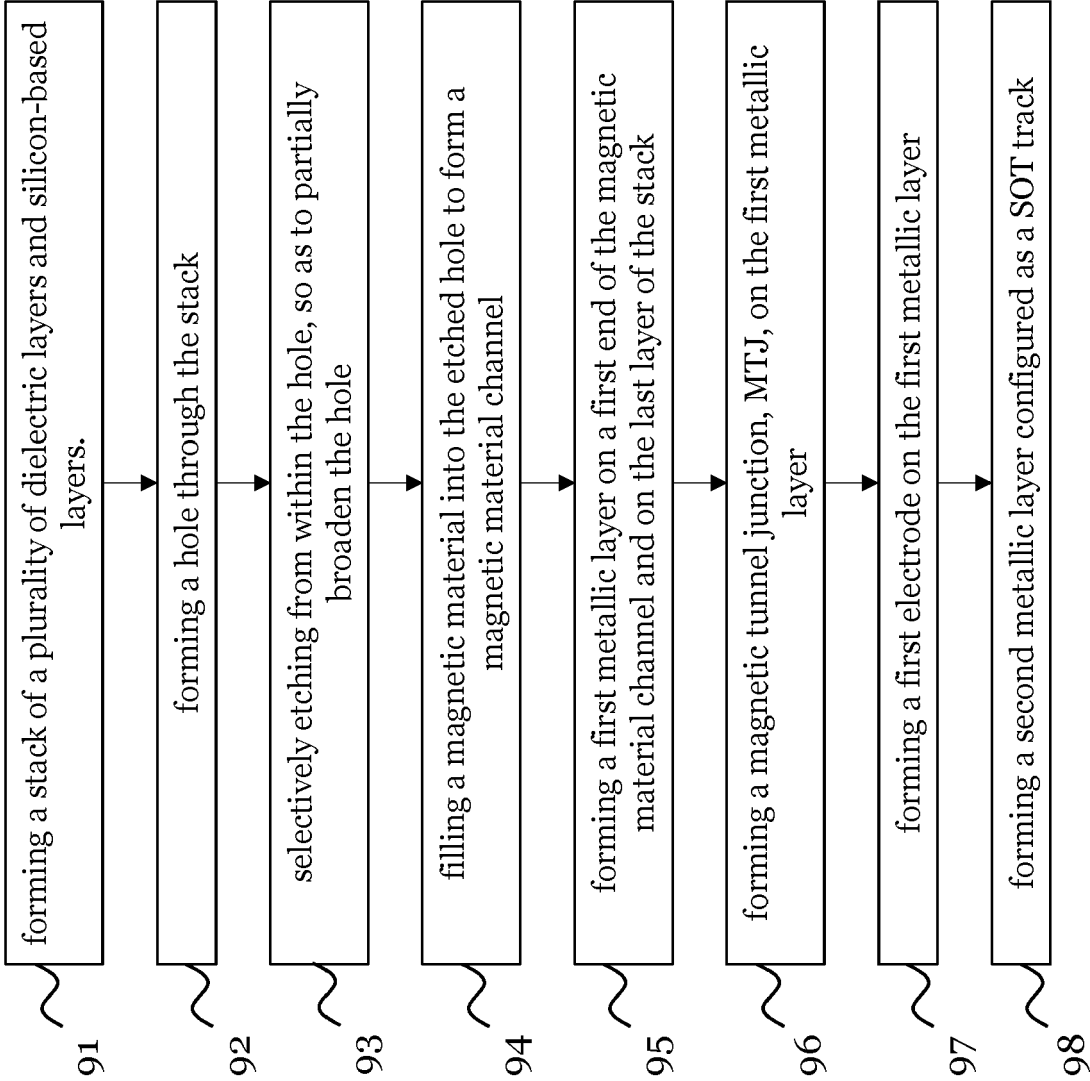 91
forming a stack of a plurality of dielectric layers and silicon-based
layers.
92
forming a hole through the stack
93
selectively etching from within the hole, so as to partially
broaden the hole
94
filling a magnetic material into the etched hole to form a
magnetic material channel
95
forming a first metallic layer on a first end of the magnetic
material channel and on the last layer of the stack
96
forming a magnetic tunnel junction, MTJ, on the first metallic
layer
97
forming a first electrode on the first metallic layer
98
forming a second metallic layer configured as a SOT track